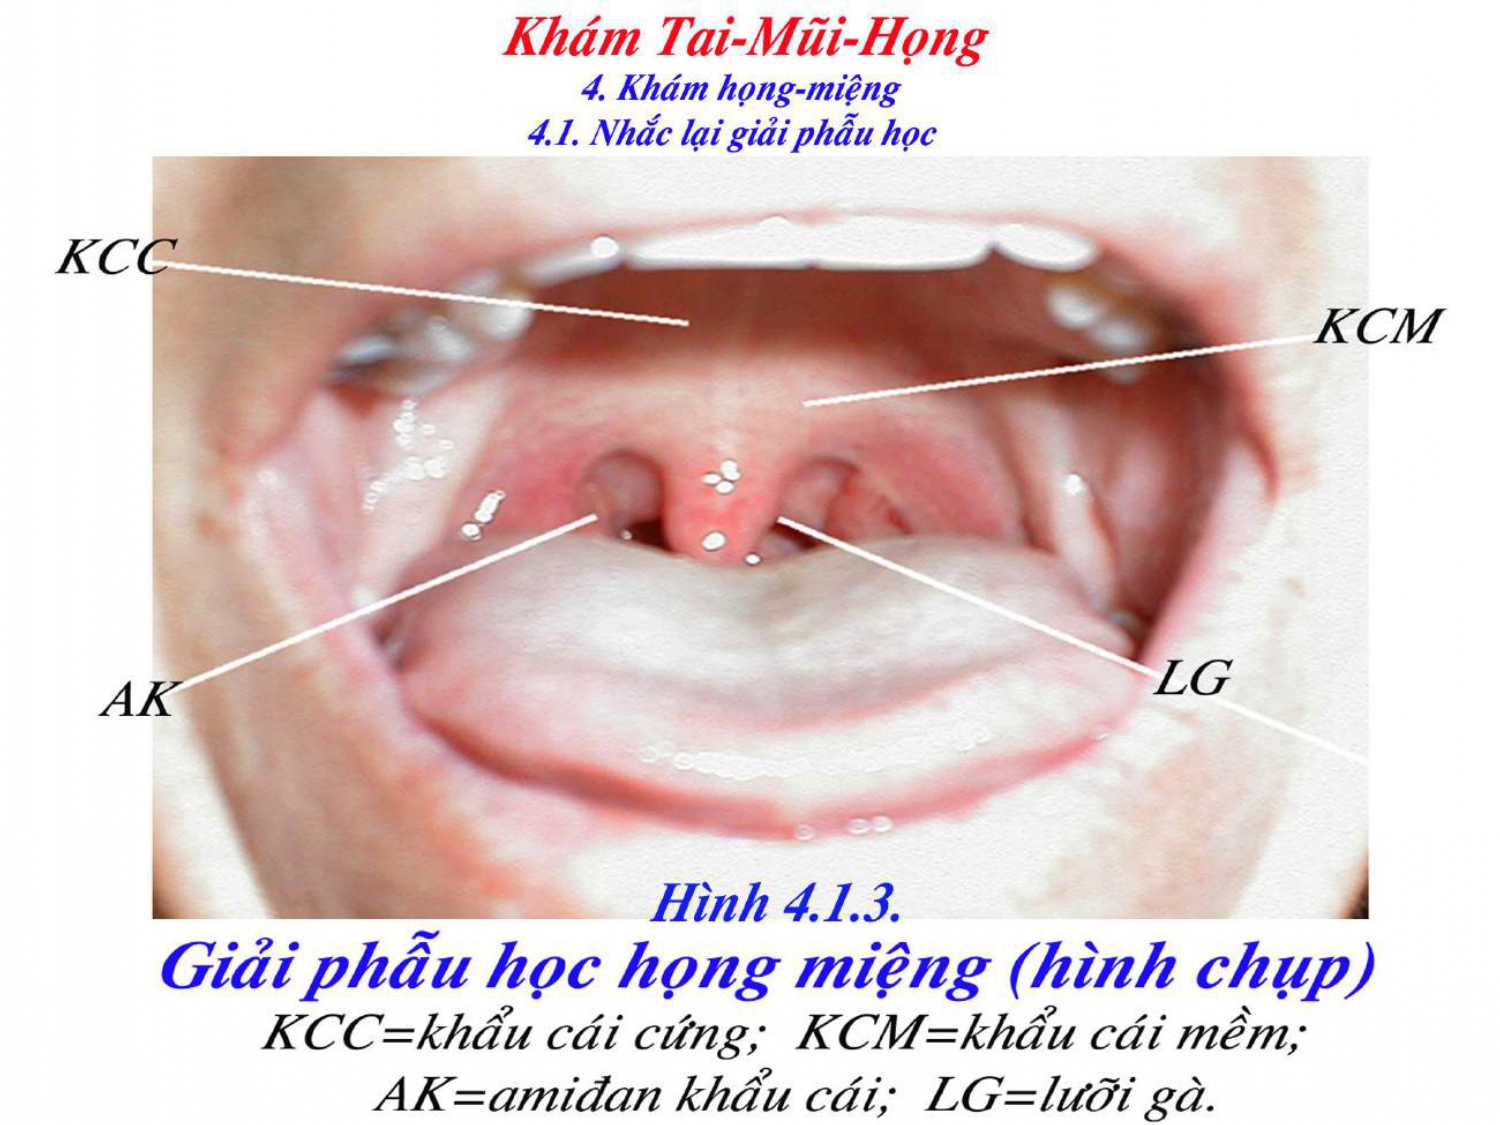 Khám Tai-Mũi-Họng
4. Khám họng-miệng
4.1. Nhắc lại giải phẫu học
KCC
KCM
AK
LG
Hình 4.1.3.
Giải phẫu học họng miệng (hình chụp)
KCC=khẩu cái cứng; KCM=khẩu cái mềm;
AK=amiđan khẩu cái; LG=lưỡi gà.